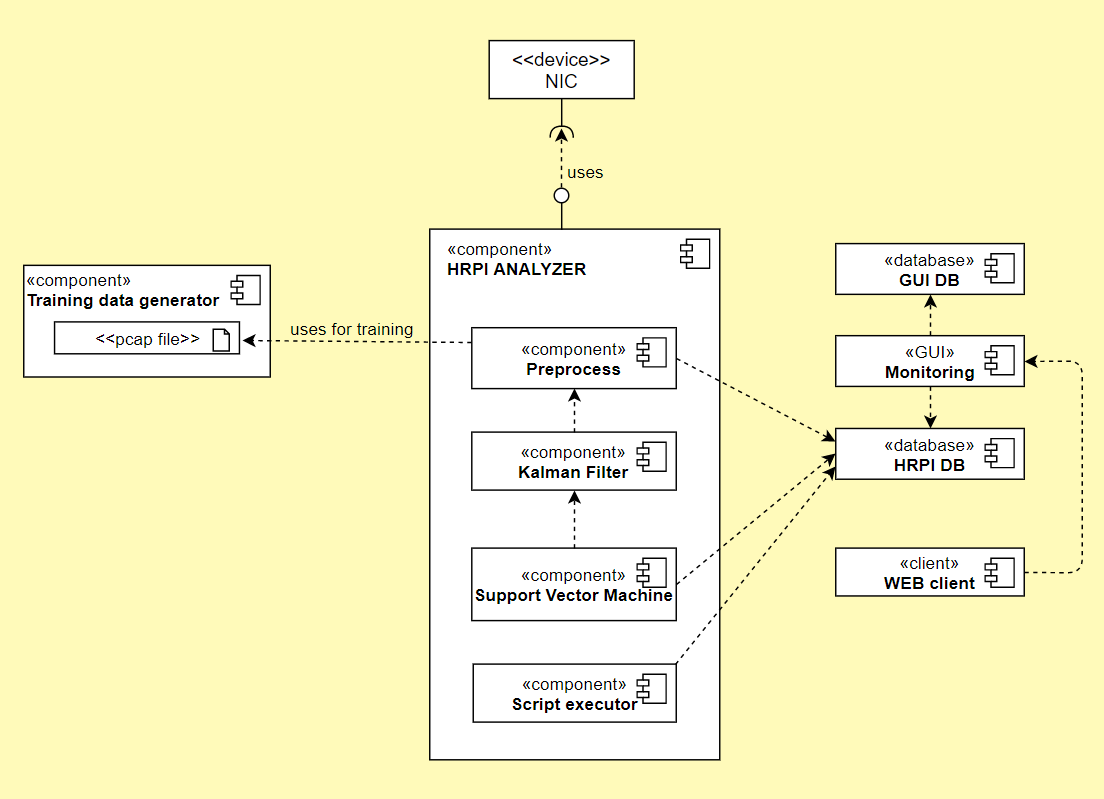 <<device>>
NIC
uses
«component»
HRPI ANALYZER
«component»
Training data generator
<<pcap file>>
uses for training
«component»
Preprocess
«component»
Kalman Filter
«component»
Support Vector Machine
«component»
Script executor
«database»
GUI DB
«GUI»
Monitoring
«database»
HRPI DB
«client»
WEB client